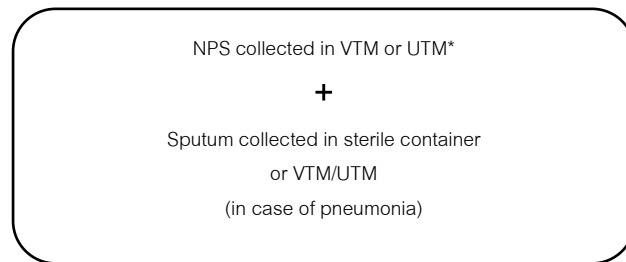 NPS collected in VTM or UTM*
+
Sputum collected in sterile container
or VTM/UTM
(in case of pneumonia)